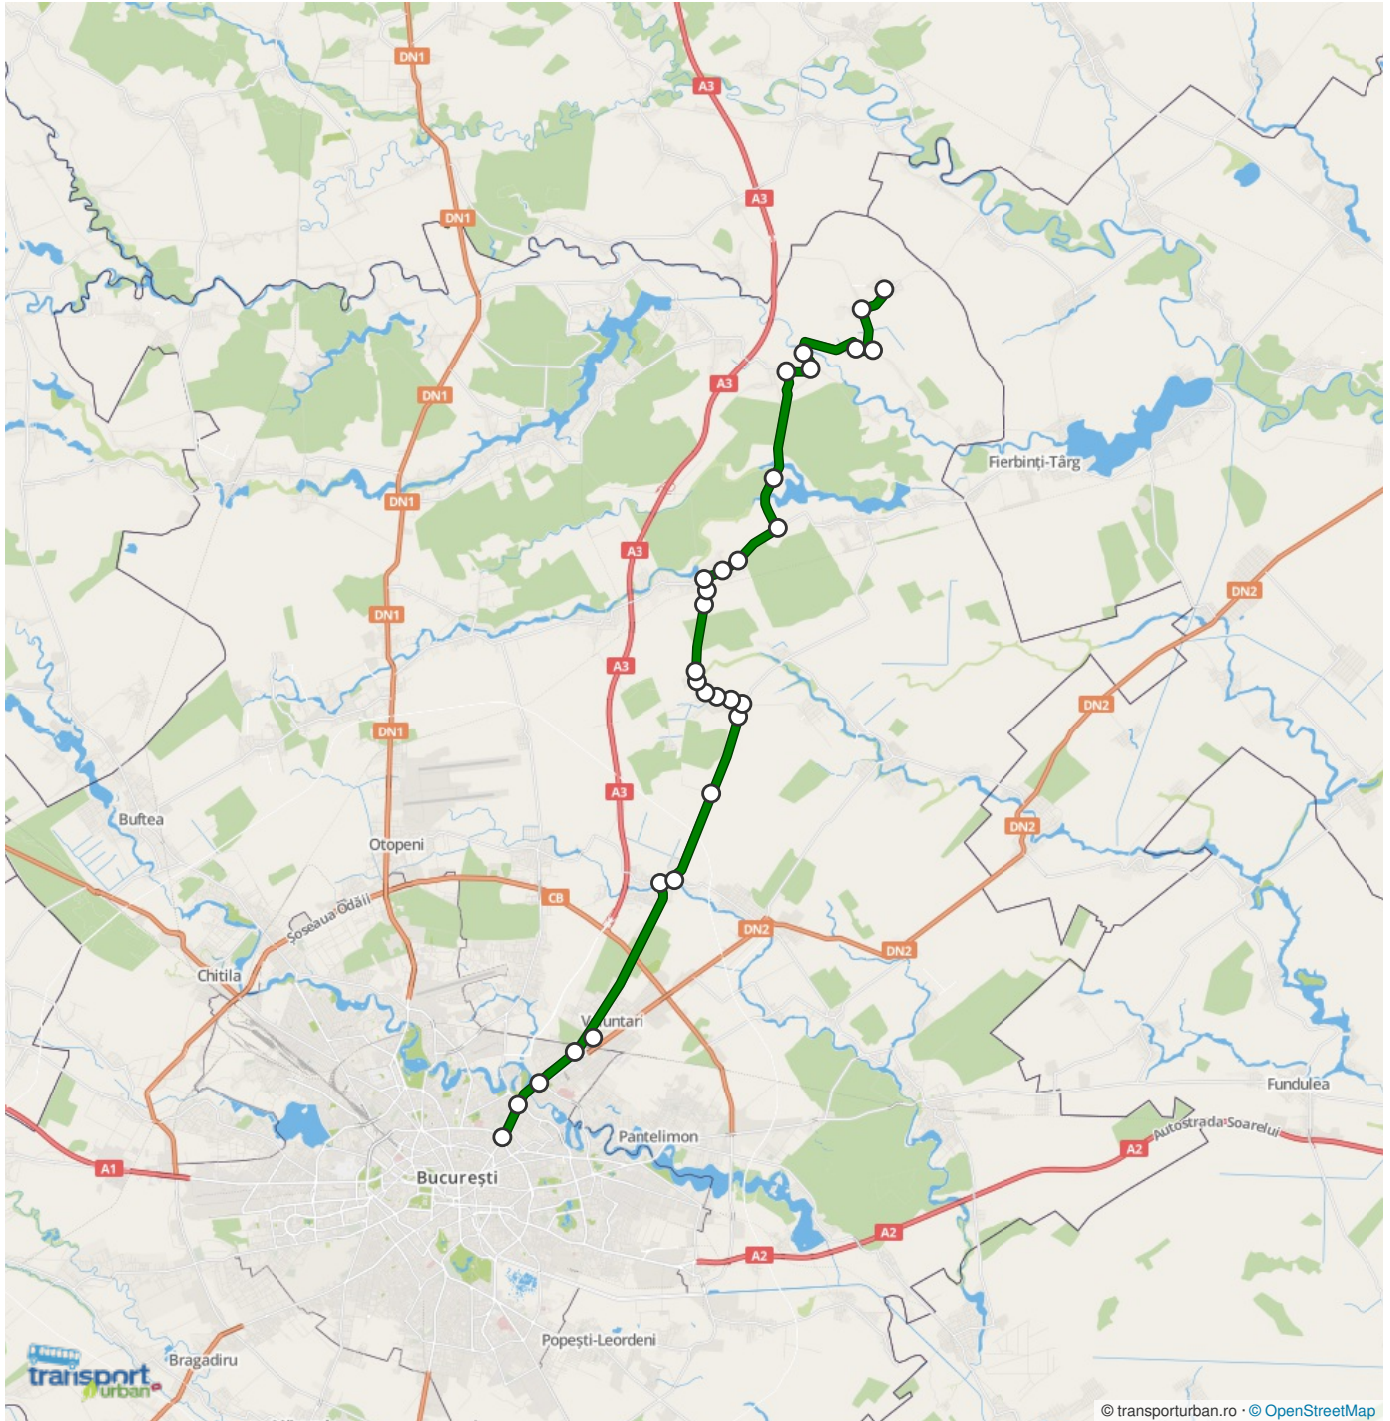 DN1
A3
A3
DN1
A3
DN1
Fierbinți-Târg
DN1
A3
DN2
DN1
A3
DN2
DN1
A3
Buftea
DN2
Otopeni
CB
Șoseaua Odăii
DN2
DN2
Chitila
Voluntari
Fundulea
Autostrada Soarelui
Pantelimon
A2
A1
București
A2
A2
Popești-Leordeni
Bragadiru
transport
urban
© transporturban.ro · © OpenStreetMap